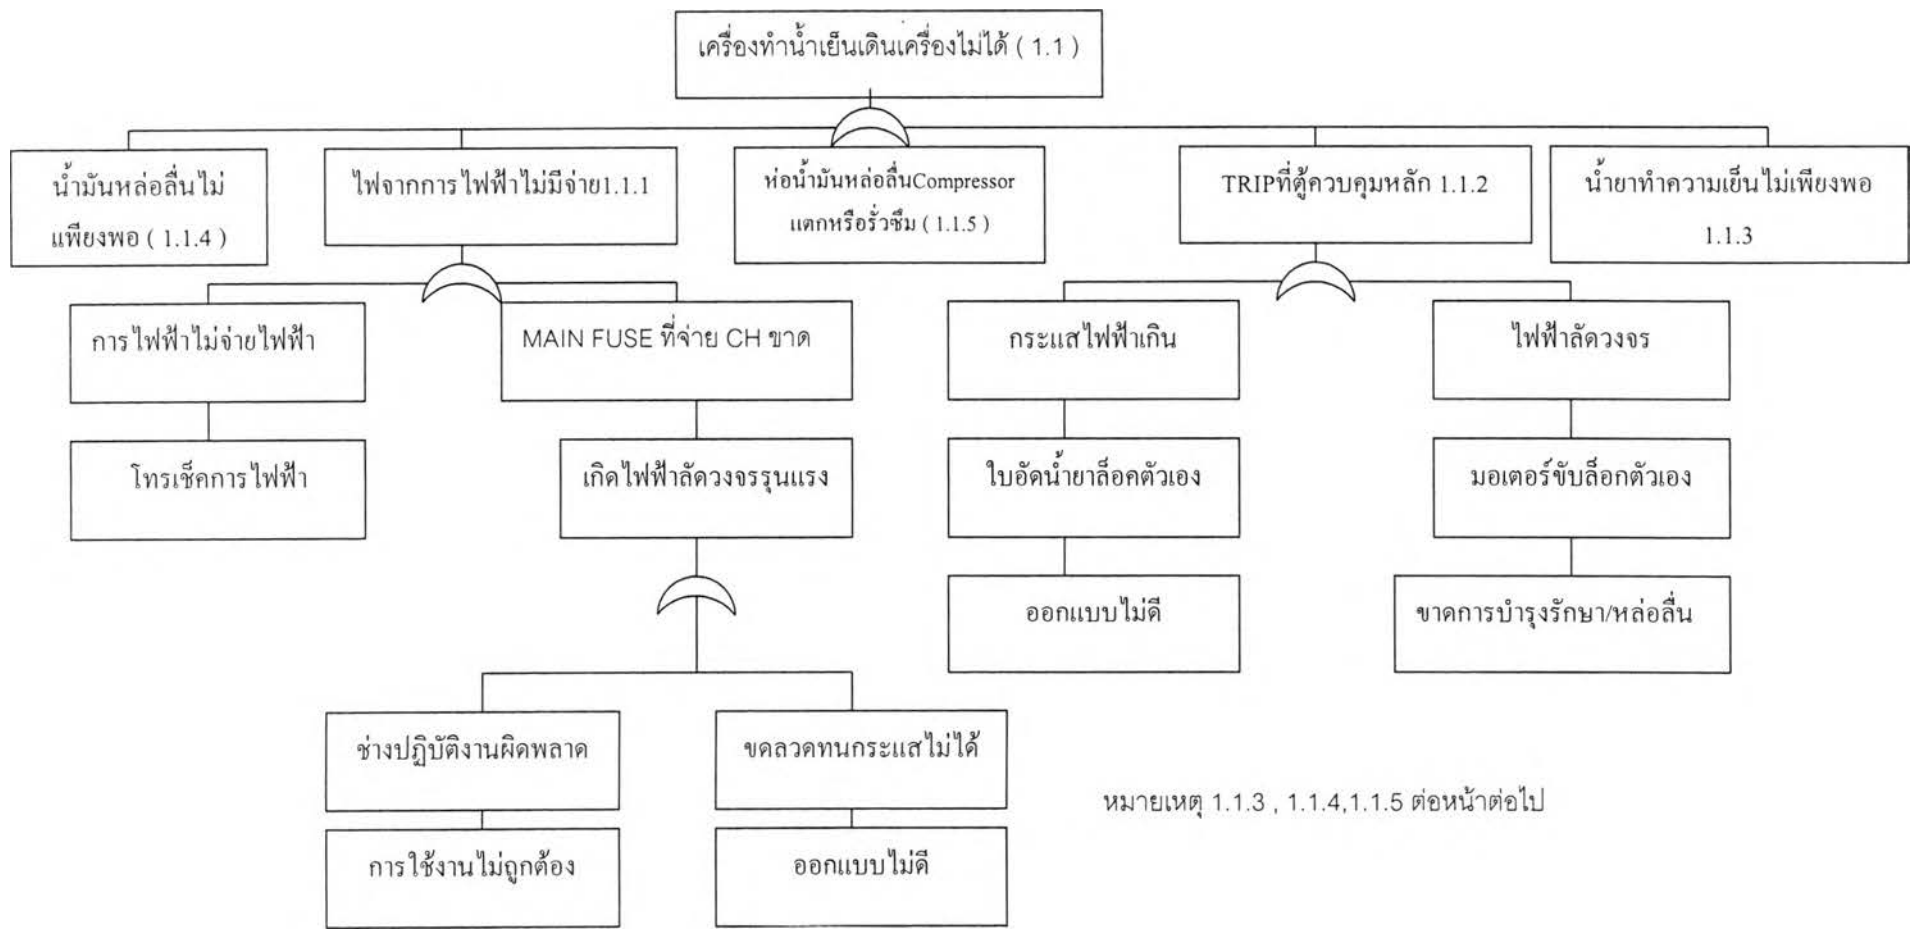 เครื่องทำน้ำเย็นเดินเครื่องไม่ได้ ( 1.1 )
น้ำมันหล่อลื่นไม่
แพียงพอ ( 1.1.4 )
ไฟจากการไฟฟ้าไม่มีจ่าย1.1.1
ห่อน้ำมันหล่อลื่นCompressor
แตกหรือรั่วซึม ( 1.1.5 )
TRIPที่ตู้ควบคุมหลัก 1.1.2
น้ำยาทำความเย็นไม่เพียงพอ
1.1.3
การไฟฟ้าไม่จ่ายไฟฟ้า
MAIN FUSE ที่จ่าย CH ขาด
กระแสไฟฟ้าเกิน
ไฟฟ้าลัดวงจร
โทรเช็คการไฟฟ้า
เกิดไฟฟ้าลัดวงจรรุนแรง
ใบอัดน้ำยาล็อคตัวเอง
มอเตอร์ขับล็อกตัวเอง
ออกแบบไม่ดี
ขาดการบำรุงรักษา/หล่อลื่น
ช่างปฏิบัติงานผิดพลาด
ขดลวดทนกระแสไม่ได้
หมายเหตุ 1.1.3 , 1.1.4,1.1.5 ต่อหน้าต่อไป
การใช้งานไม่ถูกต้อง
ออกแบบไม่ดี